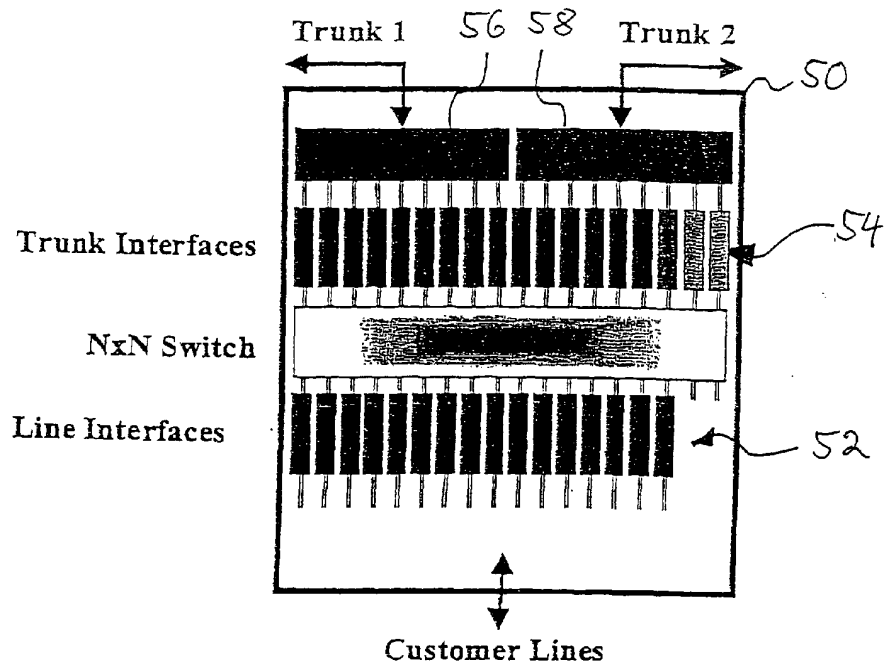 Trunk 1 56 58 Trunk 2
50
Trunk Interfaces
54
NxN Switch
Line Interfaces
52
Customer Lines